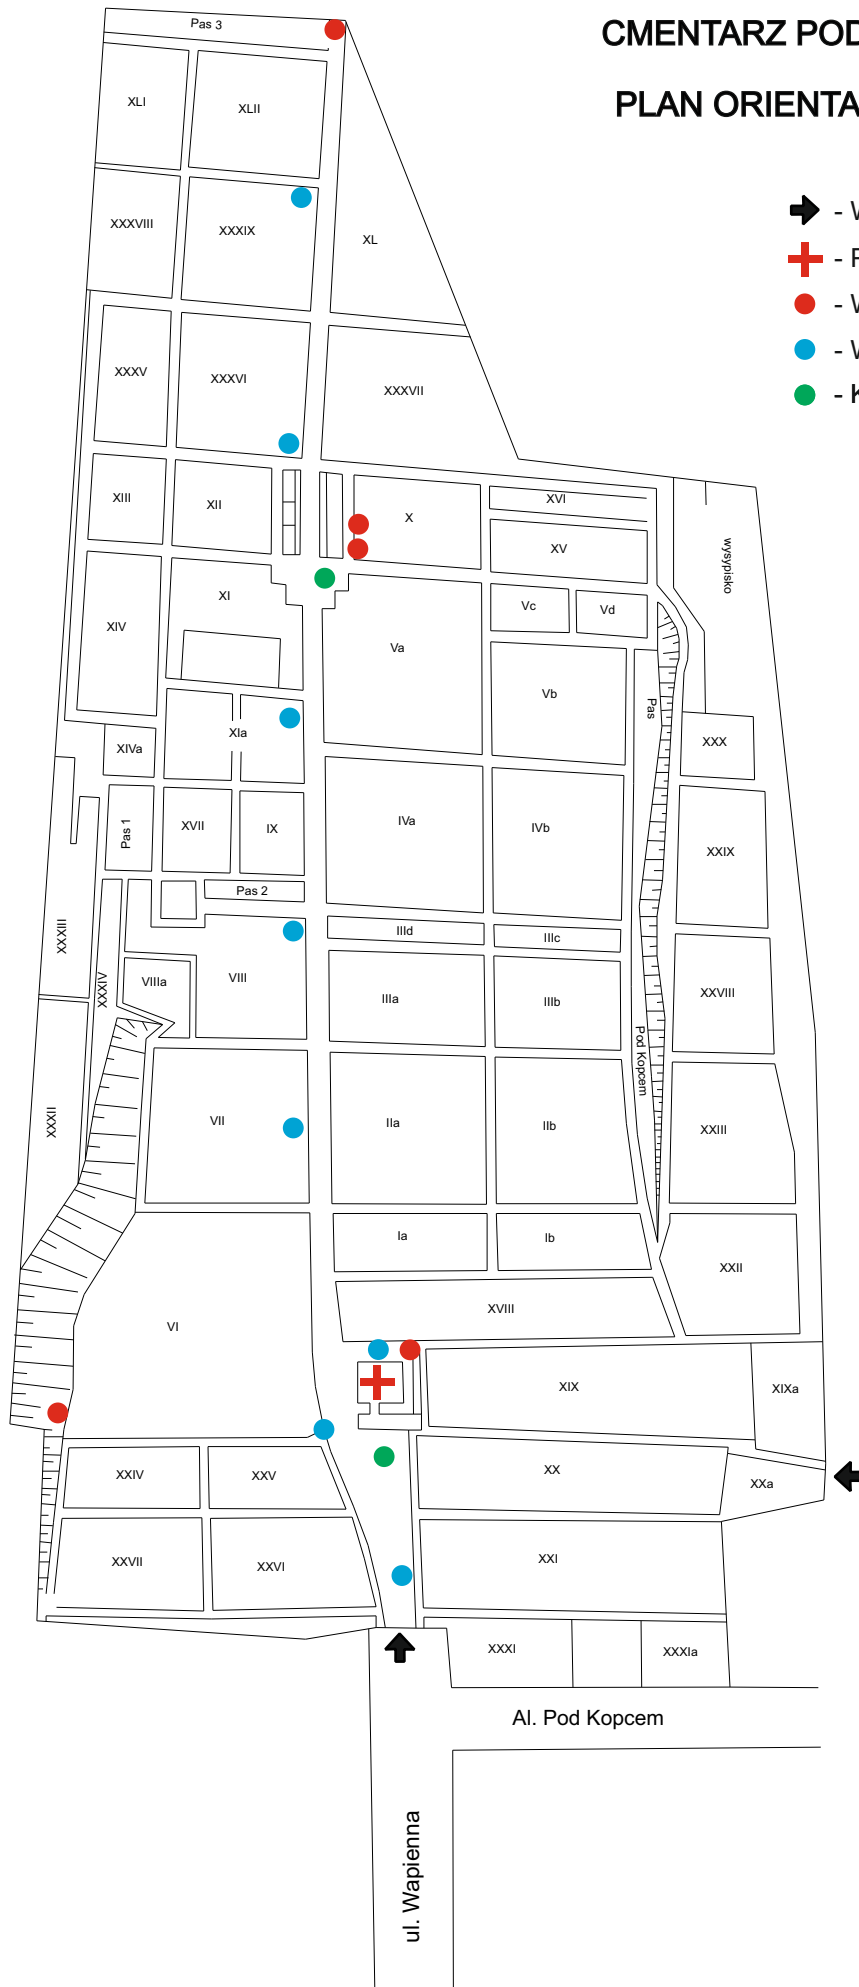 CMENTARZ POD
PLAN ORIENTA
- W
- P
- W
- W
- K
Pas 3
XLI
XLII
XXXVIII
XXXIX
XL
XXXV
XXXVI
XXXVII
XIII
XII
X
XVI
XV
wysypisko
XIV
XI
Va
Vc
Vd
Vb
Pas
XIVa
XIa
XXX
Pas 1
XVII
IX
IVa
IVb
XXIX
Pas 2
XXXIII
XXXIV
VIIIa
VIII
IIId
IIIc
IIIa
IIIb
XXVIII
Pod Kopcem
XXXII
VII
IIa
IIb
XXIII
Ia
Ib
XXII
VI
XVIII
XIX
XIXa
XXIV
XXV
XX
XXa
XXVII
XXVI
XXI
XXXI
XXXIa
Al. Pod Kopcem
ul. Wapienna